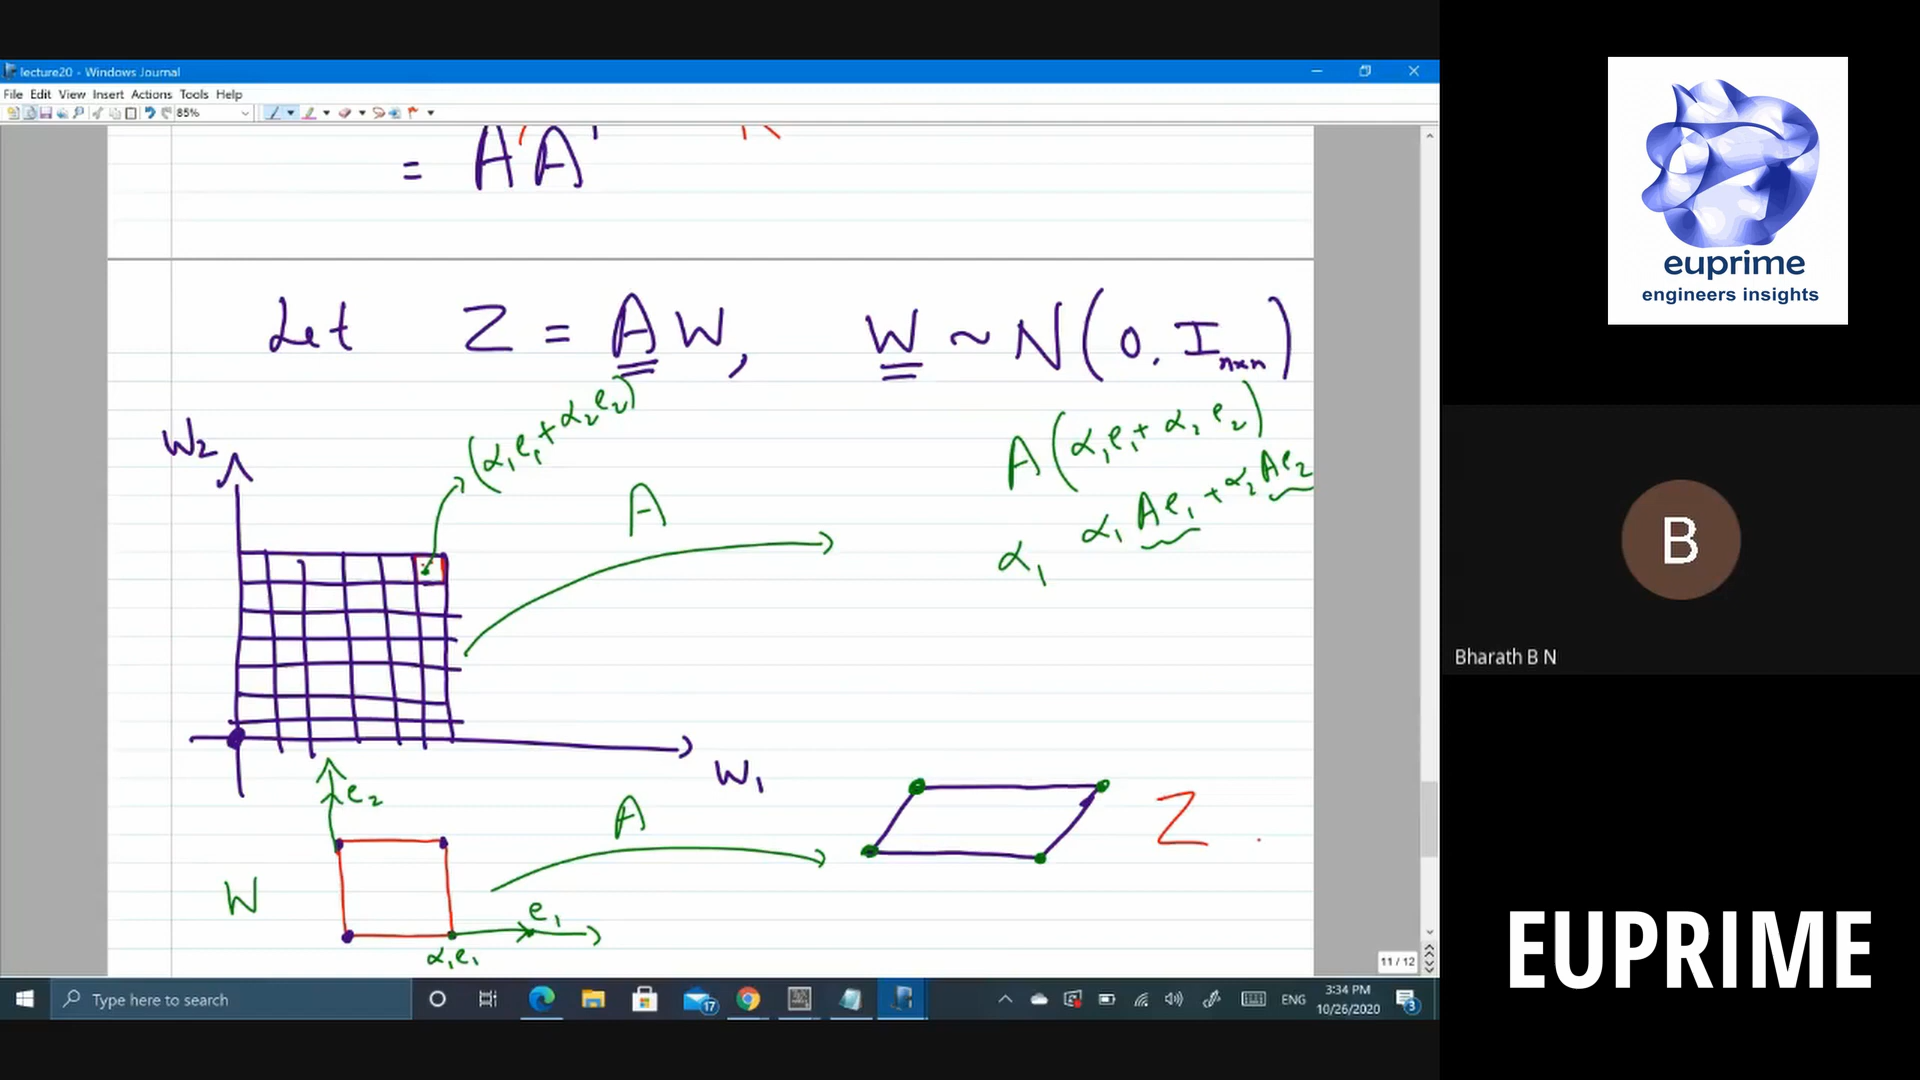 lecture20 - Windows Journal
File Edit View Insert Actions Tools Help
85%
= A A'
Let Z = A W, W ~ N(0, I n×n)
W₂
(α₁e₁+α₂e₂)
A
A(α₁e₁+α₂e₂)
α₁Ae₁+α₂Ae₂
α₁
W₁
e₂
A
Z
W
e₁
α₁e₁
11 / 12
Type here to search
17
ENG
3:34 PM
10/26/2020
3
euprime
engineers insights
B
Bharath B N
EUPRIME